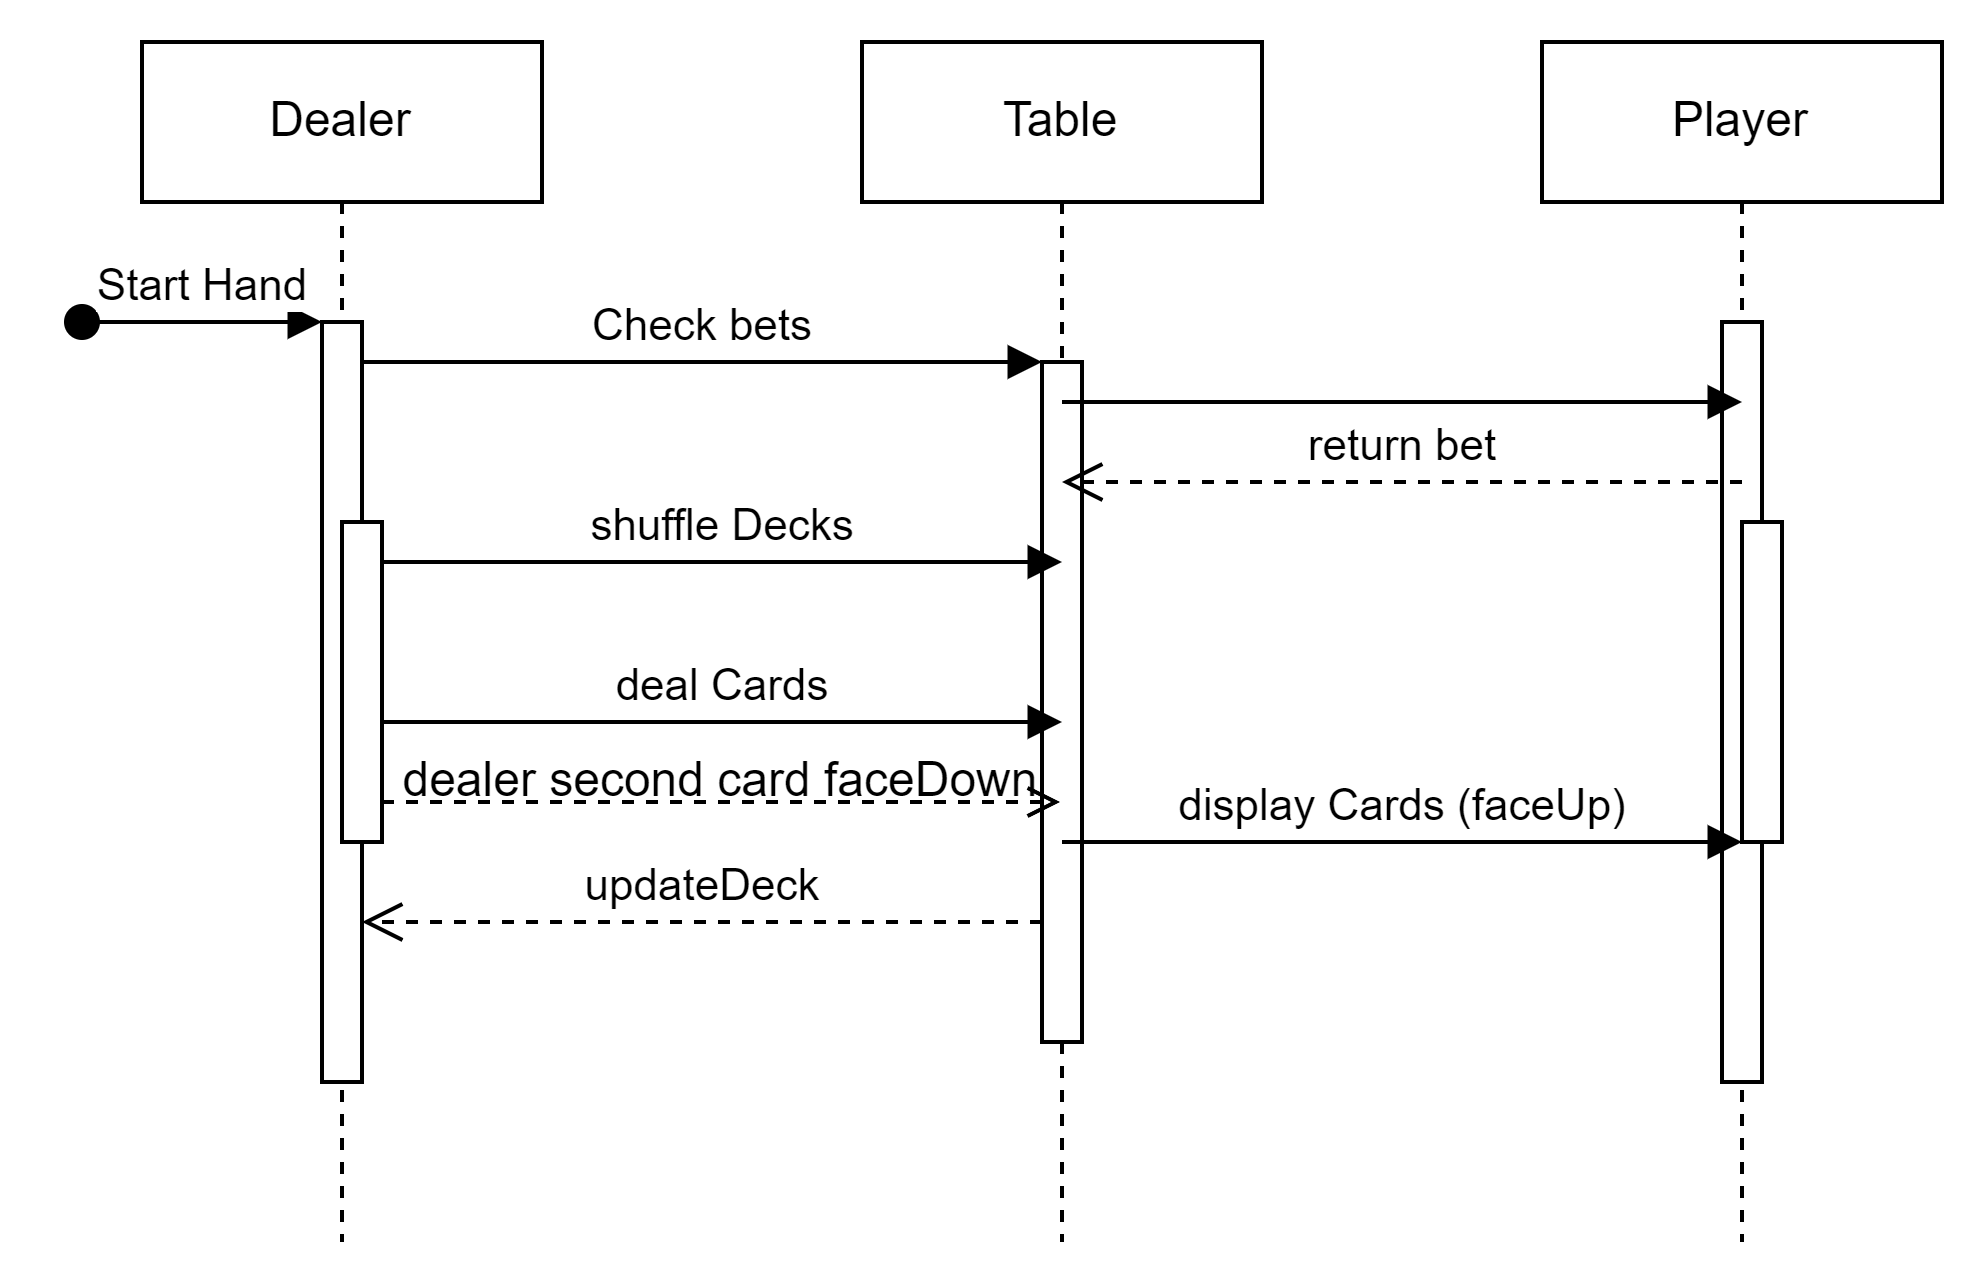 Dealer
Table
Player
Start Hand
Check bets
return bet
shuffle Decks
deal Cards
dealer second card faceDown
display Cards (faceUp)
updateDeck